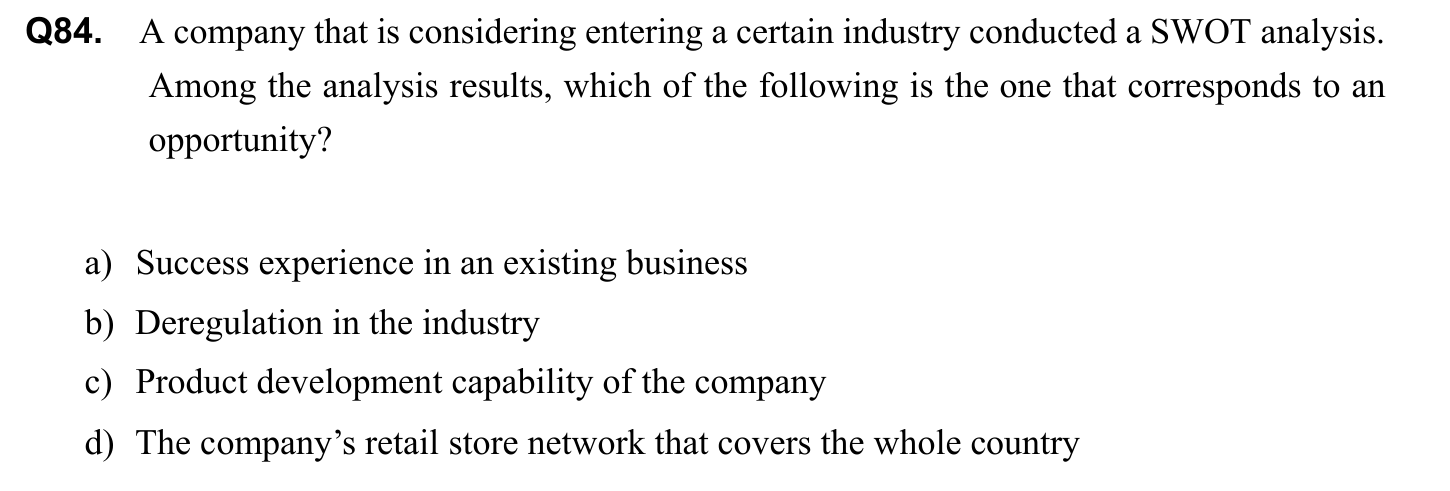 Q84. A company that is considering entering a certain industry conducted a SWOT analysis.
Among the analysis results, which of the following is the one that corresponds to an
opportunity?
a) Success experience in an existing business
b) Deregulation in the industry
c) Product development capability of the company
d) The company’s retail store network that covers the whole country